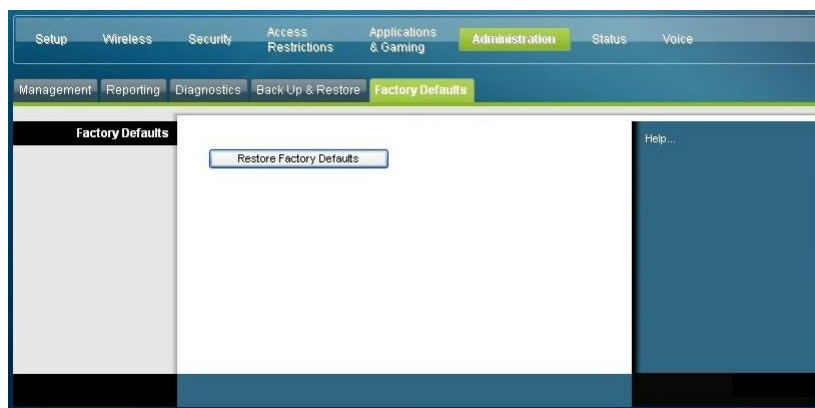 Setup Wireless Security Access Restrictions Applications & Gaming Administration Status Voice
Management Reporting Diagnostics Back Up & Restore Factory Defaults
Factory Defaults
Restore Factory Defaults
Help...